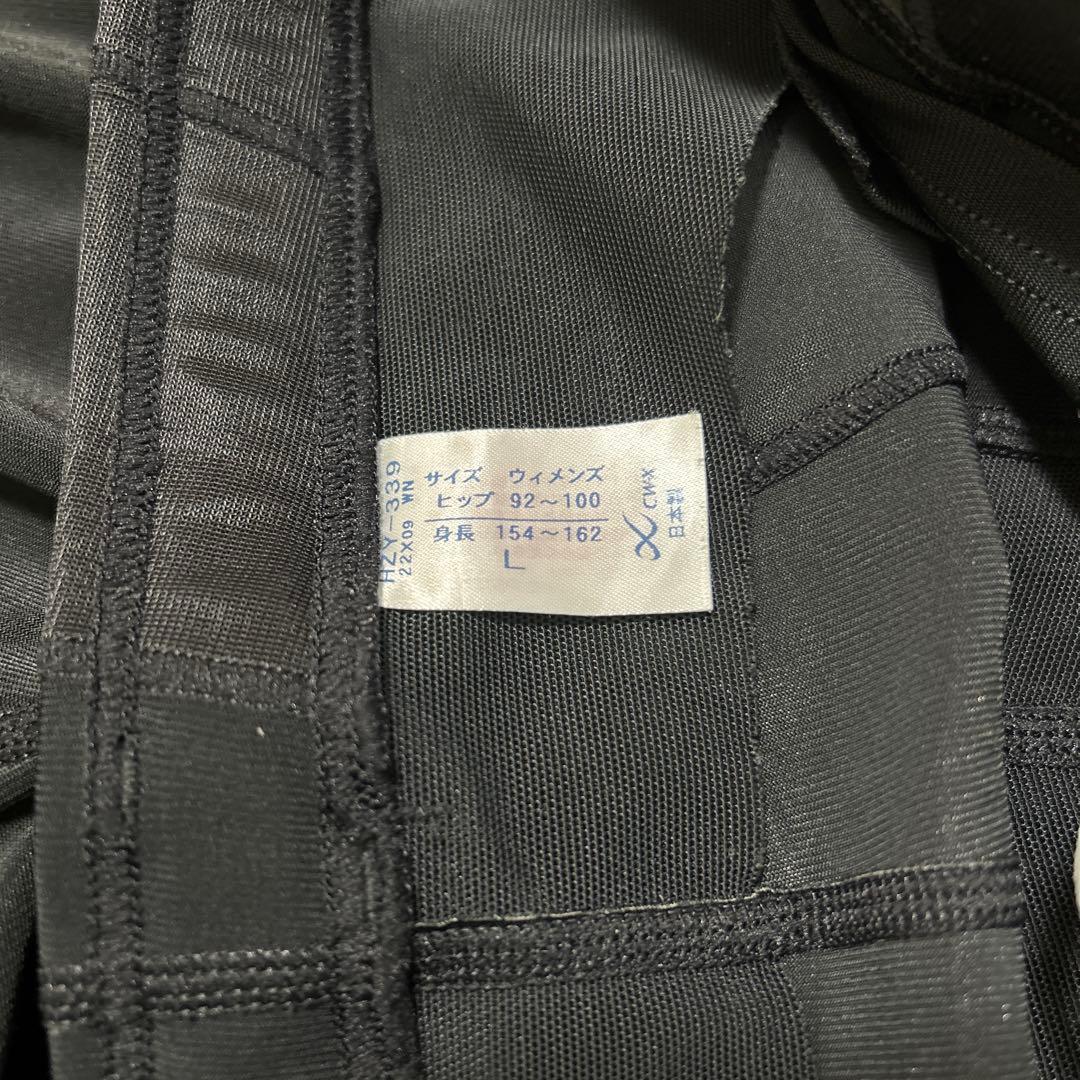 サイズ ウィメンズ
ヒップ 92～100
身長 154～162
L
HZY-339
22X09 WN
CW-X
日本製